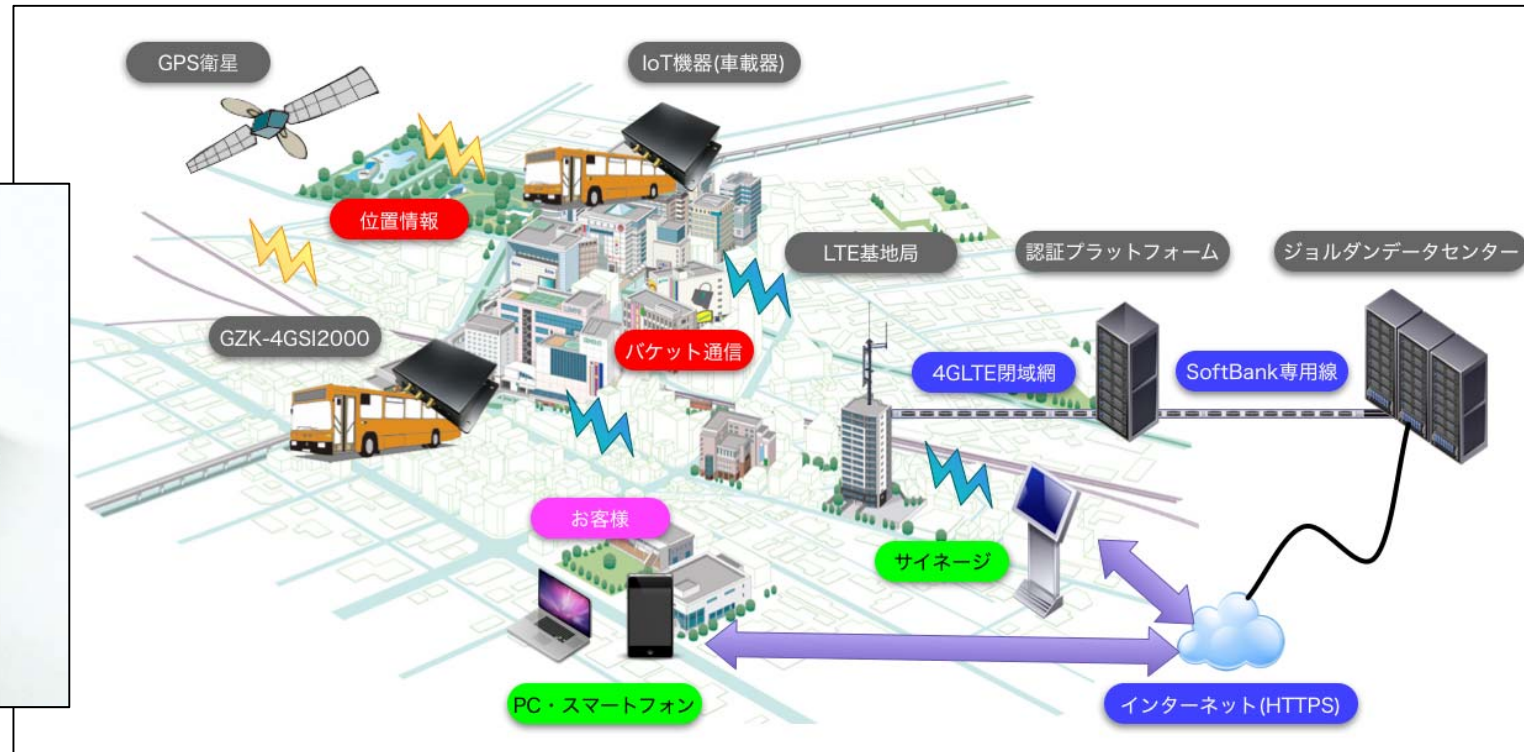 GPS衛星
IoT機器(車載器)
位置情報
LTE基地局
認証プラットフォーム
ジョルダンデータセンター
GZK-4GSI2000
パケット通信
4GLTE閉域網
SoftBank専用線
お客様
サイネージ
PC・スマートフォン
インターネット(HTTPS)